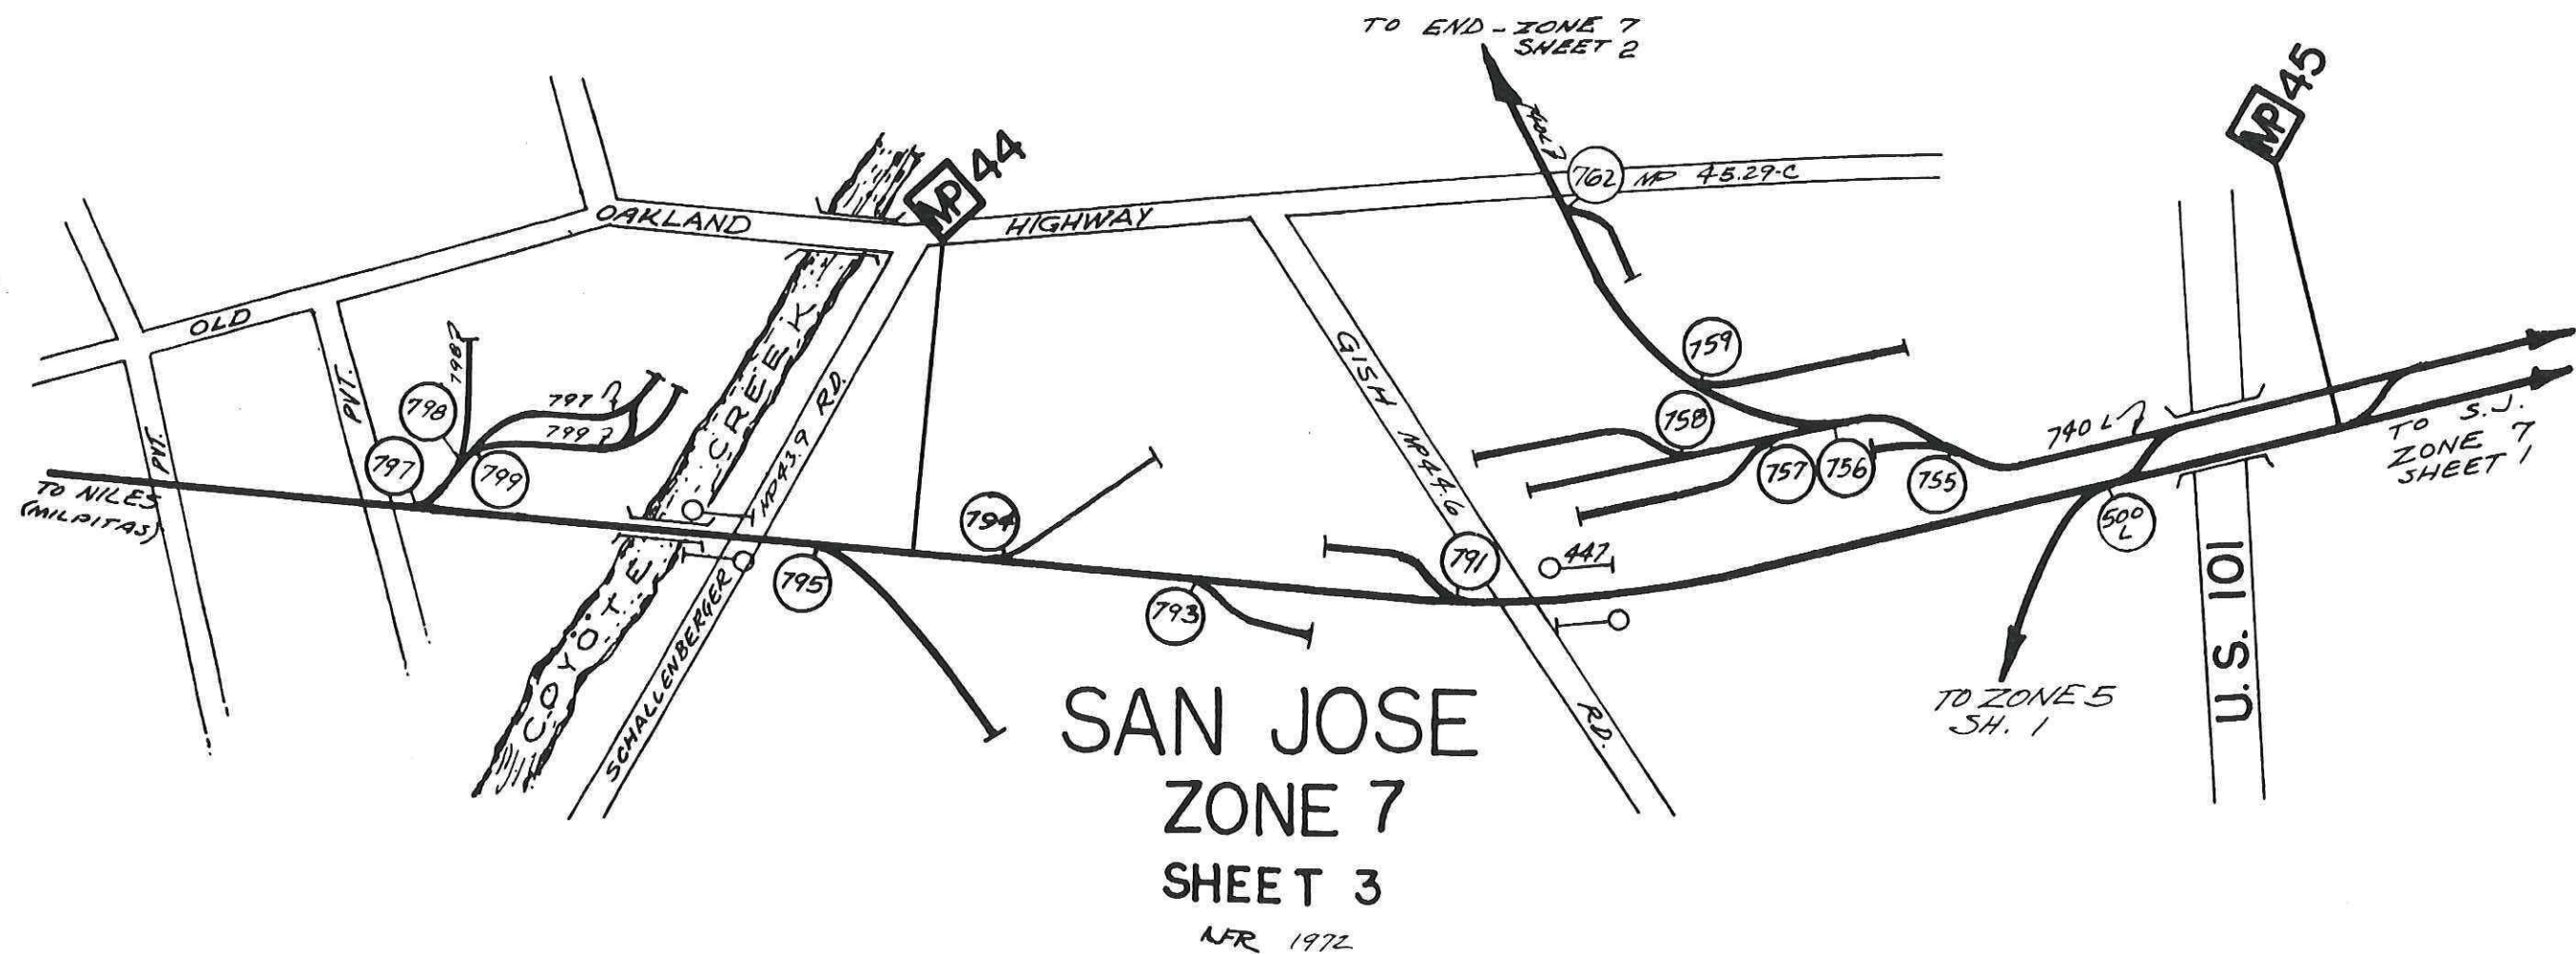 TO END - ZONE 7
SHEET 2
MP 45
MP 44
762
MP 45.29-C
OAKLAND
HIGHWAY
OLD
PVT.
PVT.
798
798
797
799
797
799
CREEK
COYOTE
SCHALLENBERGER
MP 43.9 RD.
GISH MP 44.6
RD.
759
758
757
756
755
740 L
TO S.J.
ZONE 7
SHEET 1
TO NILES
(MILPITAS)
794
795
793
791
447
500
L
U.S. 101
TO ZONE 5
SH. 1
SAN JOSE
ZONE 7
SHEET 3
1972